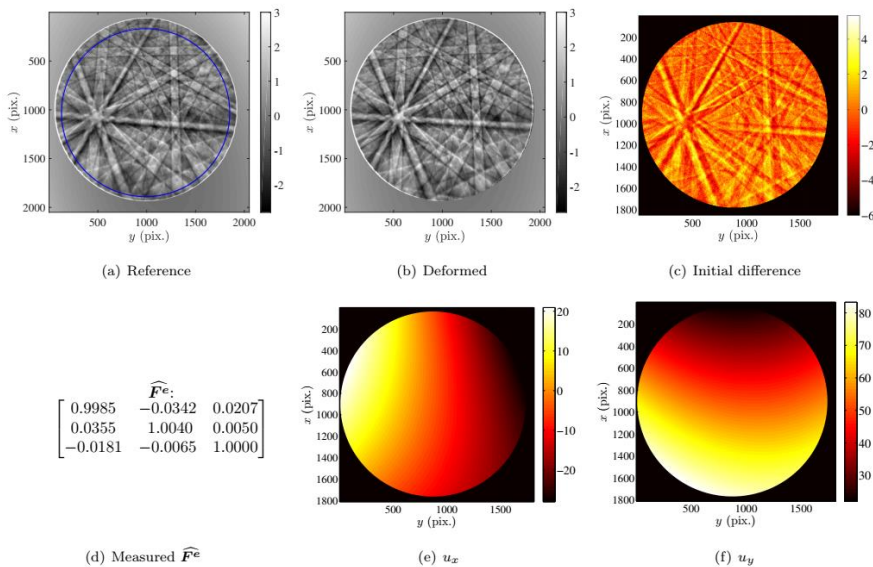 3
2
1
0
−1
−2
500
1000
1500
2000
x (pix.)
500 1000 1500 2000
y (pix.)
(a) Reference
3
2
1
0
−1
−2
500
1000
1500
2000
x (pix.)
500 1000 1500 2000
y (pix.)
(b) Deformed
4
2
0
−2
−4
−6
200
400
600
800
1000
1200
1400
1600
1800
x (pix.)
500 1000 1500
y (pix.)
(c) Initial difference
F̂ᵉ:
0.9985 −0.0342 0.0207
0.0355 1.0040 0.0050
−0.0181 −0.0065 1.0000
(d) Measured F̂ᵉ
20
10
0
−10
−20
200
400
600
800
1000
1200
1400
1600
1800
x (pix.)
500 1000 1500
y (pix.)
(e) uₓ
80
70
60
50
40
30
200
400
600
800
1000
1200
1400
1600
1800
x (pix.)
500 1000 1500
y (pix.)
(f) u_y